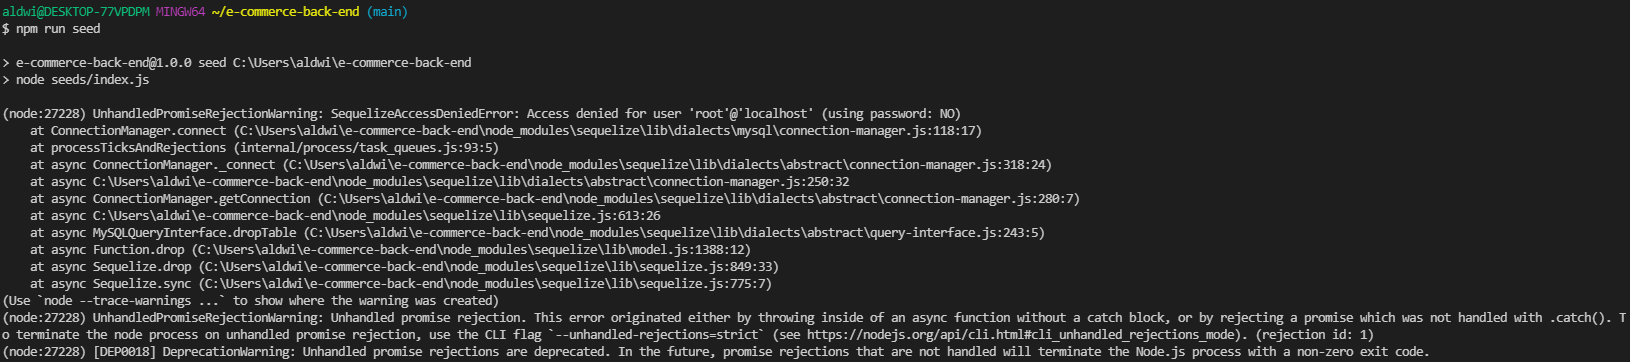 aldwi@DESKTOP-77VPDPM MINGW64 ~/e-commerce-back-end (main)
$ npm run seed
> e-commerce-back-end@1.0.0 seed C:\Users\aldwi\e-commerce-back-end
> node seeds/index.js
(node:27228) UnhandledPromiseRejectionWarning: SequelizeAccessDeniedError: Access denied for user 'root'@'localhost' (using password: NO)
    at ConnectionManager.connect (C:\Users\aldwi\e-commerce-back-end\node_modules\sequelize\lib\dialects\mysql\connection-manager.js:118:17)
    at processTicksAndRejections (internal/process/task_queues.js:93:5)
    at async ConnectionManager._connect (C:\Users\aldwi\e-commerce-back-end\node_modules\sequelize\lib\dialects\abstract\connection-manager.js:318:24)
    at async C:\Users\aldwi\e-commerce-back-end\node_modules\sequelize\lib\dialects\abstract\connection-manager.js:250:32
    at async ConnectionManager.getConnection (C:\Users\aldwi\e-commerce-back-end\node_modules\sequelize\lib\dialects\abstract\connection-manager.js:280:7)
    at async C:\Users\aldwi\e-commerce-back-end\node_modules\sequelize\lib\sequelize.js:613:26
    at async MySQLQueryInterface.dropTable (C:\Users\aldwi\e-commerce-back-end\node_modules\sequelize\lib\dialects\abstract\query-interface.js:243:5)
    at async Function.drop (C:\Users\aldwi\e-commerce-back-end\node_modules\sequelize\lib\model.js:1388:12)
    at async Sequelize.drop (C:\Users\aldwi\e-commerce-back-end\node_modules\sequelize\lib\sequelize.js:849:33)
    at async Sequelize.sync (C:\Users\aldwi\e-commerce-back-end\node_modules\sequelize\lib\sequelize.js:775:7)
(Use `node --trace-warnings ...` to show where the warning was created)
(node:27228) UnhandledPromiseRejectionWarning: Unhandled promise rejection. This error originated either by throwing inside of an async function without a catch block, or by rejecting a promise which was not handled with .catch(). T
o terminate the node process on unhandled promise rejection, use the CLI flag `--unhandled-rejections=strict` (see https://nodejs.org/api/cli.html#cli_unhandled_rejections_mode). (rejection id: 1)
(node:27228) [DEP0018] DeprecationWarning: Unhandled promise rejections are deprecated. In the future, promise rejections that are not handled will terminate the Node.js process with a non-zero exit code.